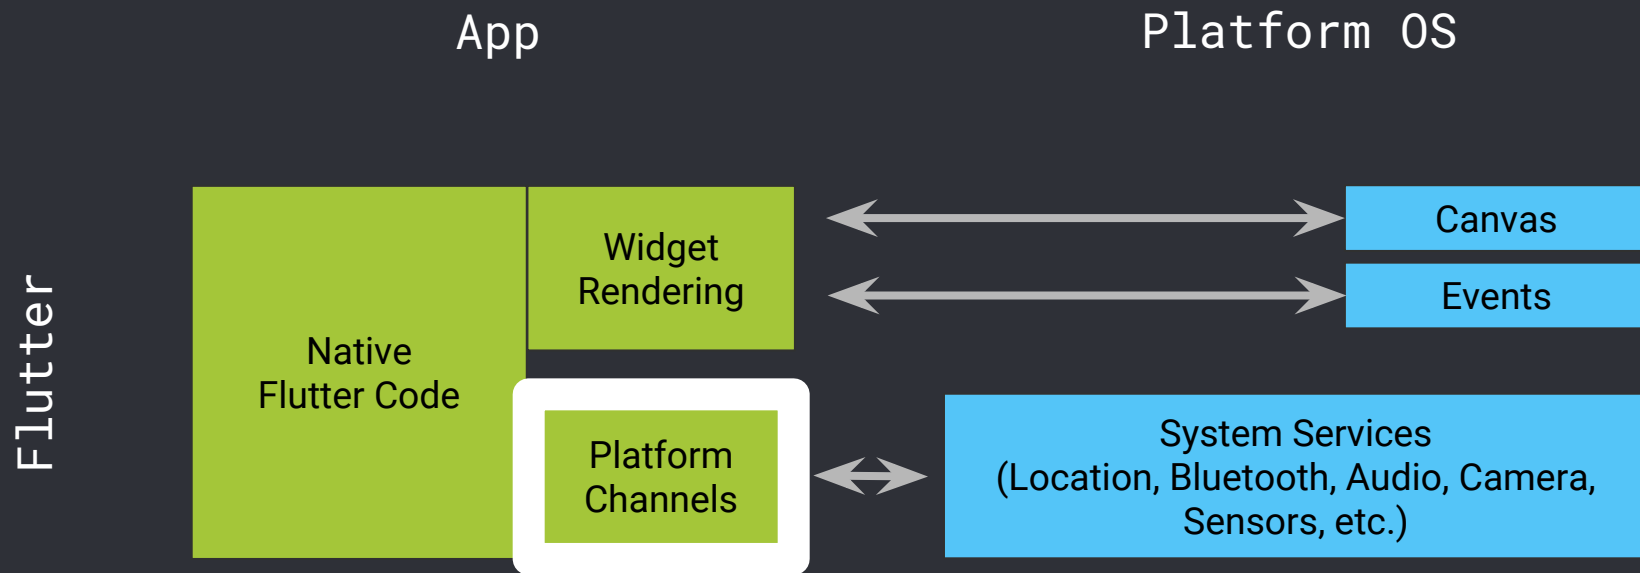 App
Platform OS
Flutter
Native
Flutter Code
Widget
Rendering
Platform
Channels
Canvas
Events
System Services
(Location, Bluetooth, Audio, Camera,
Sensors, etc.)